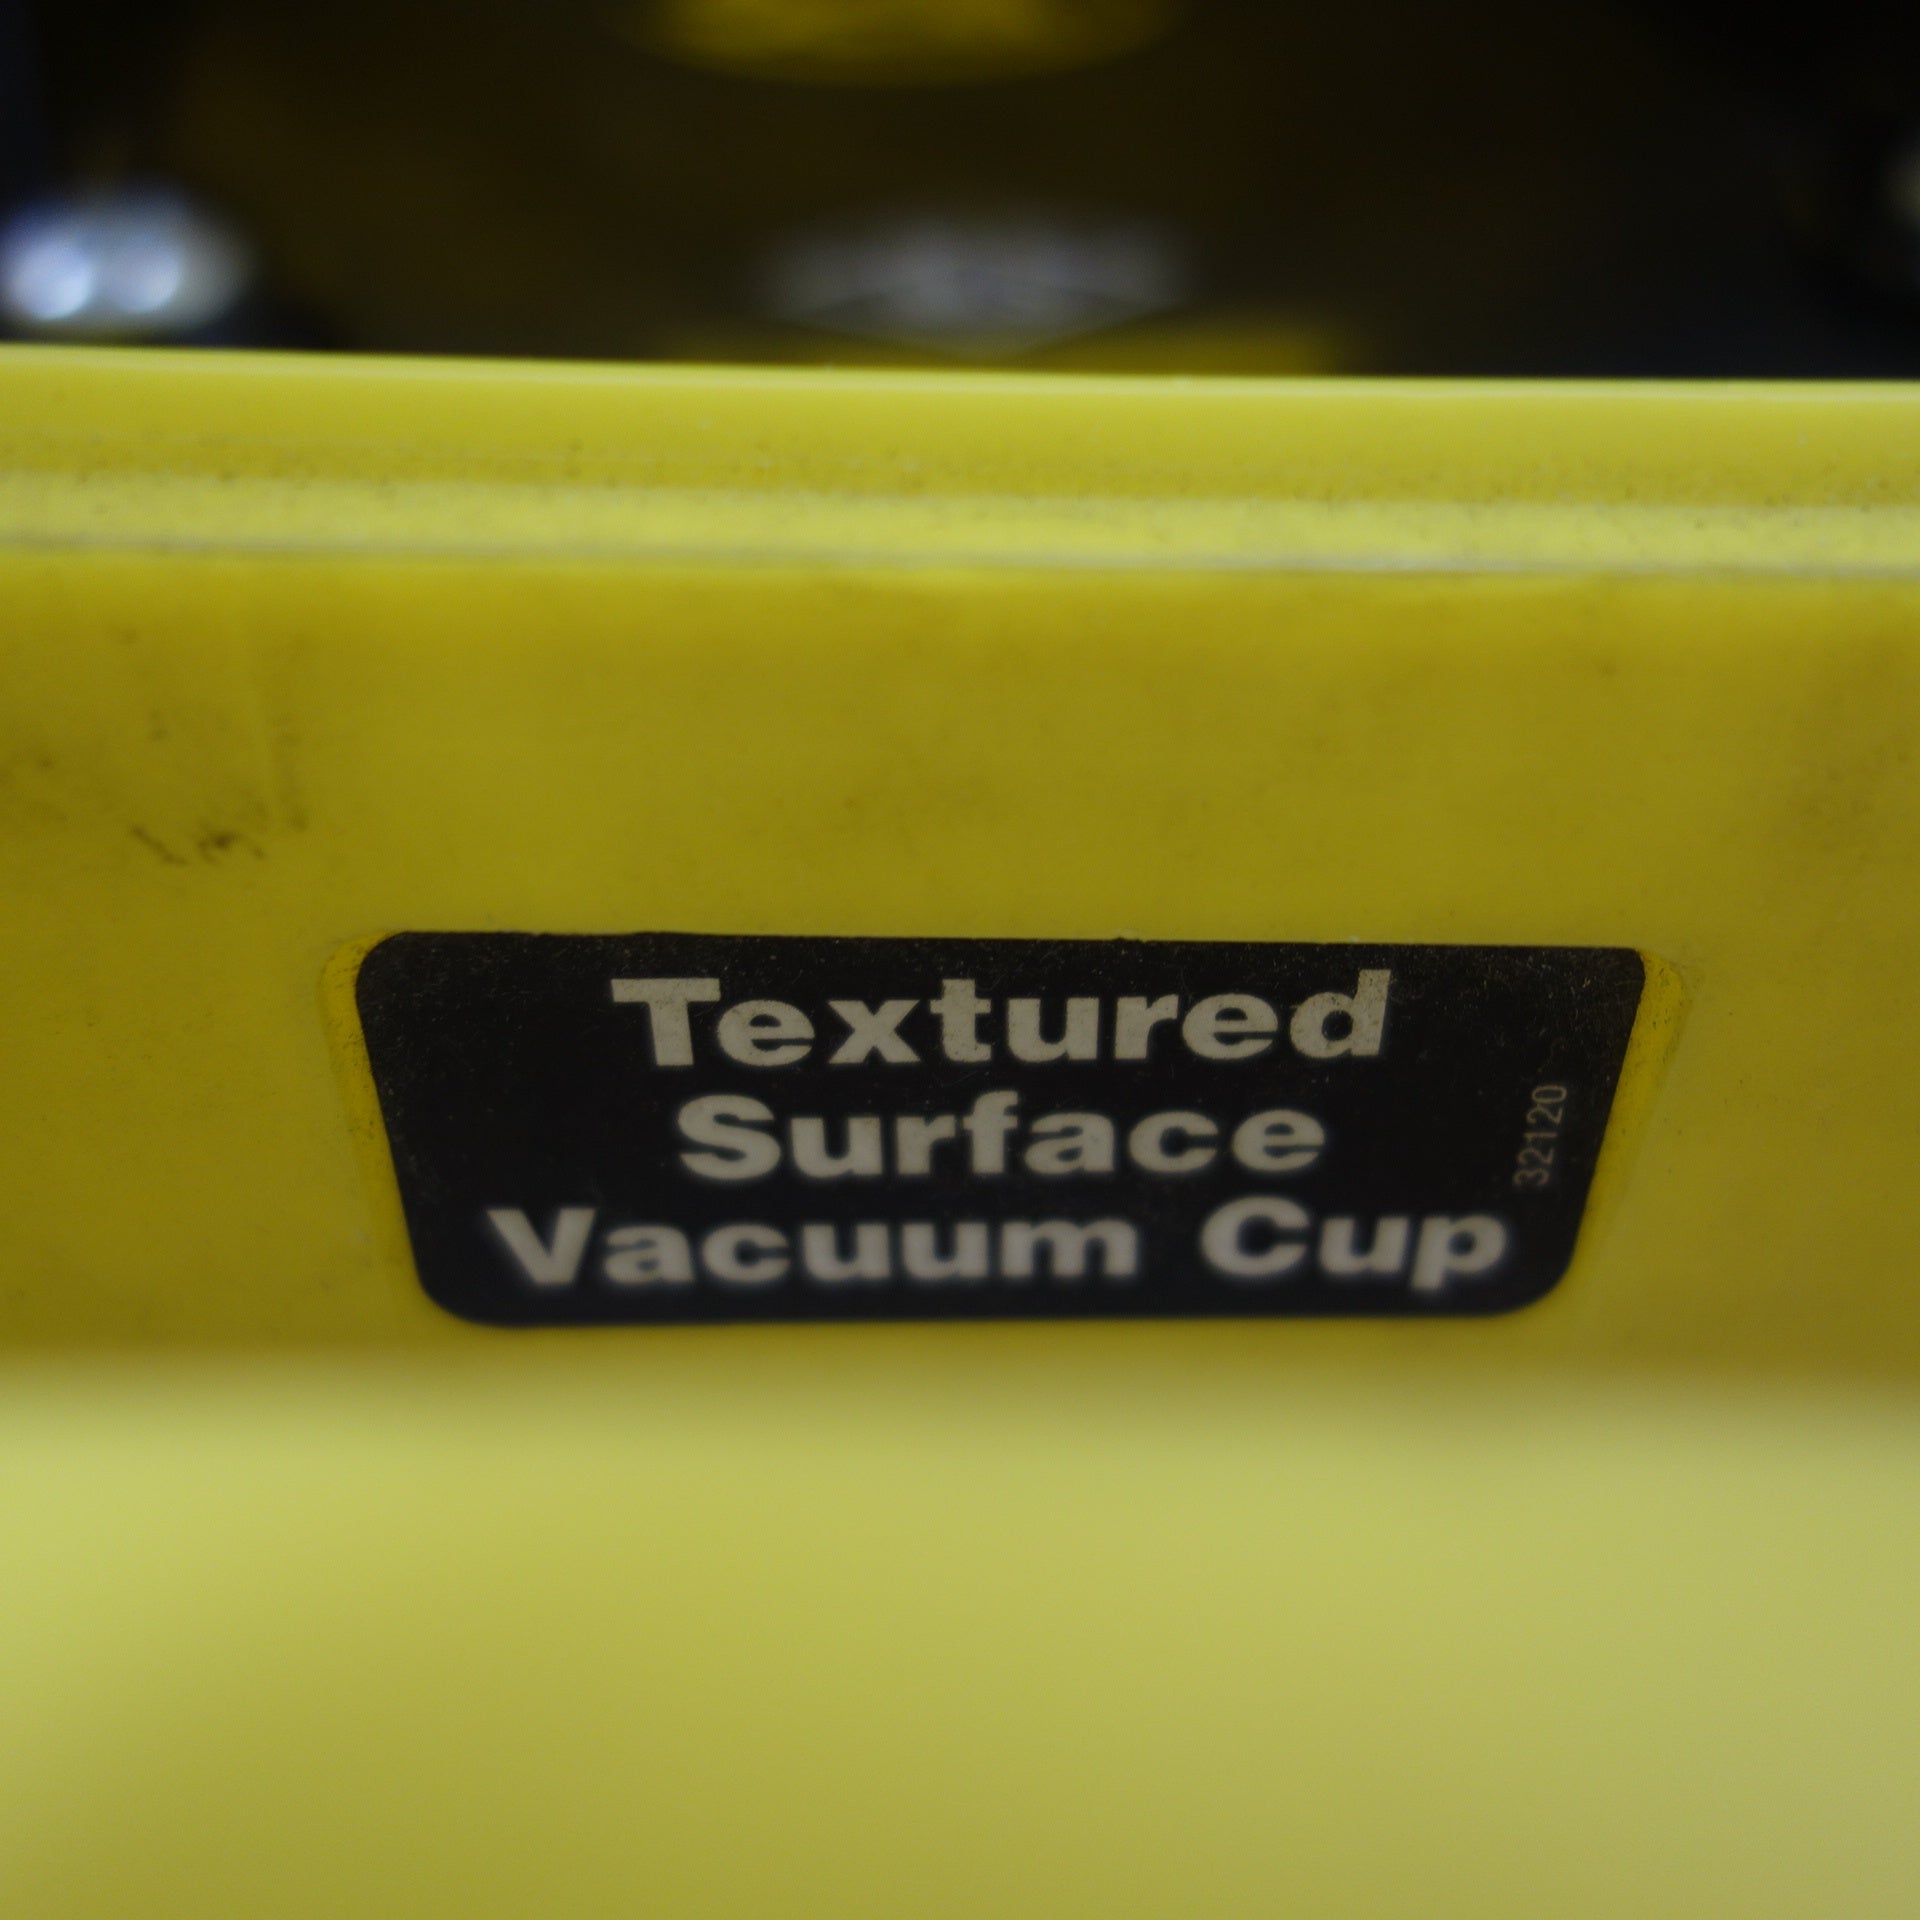 Textured
Surface
Vacuum Cup
32120